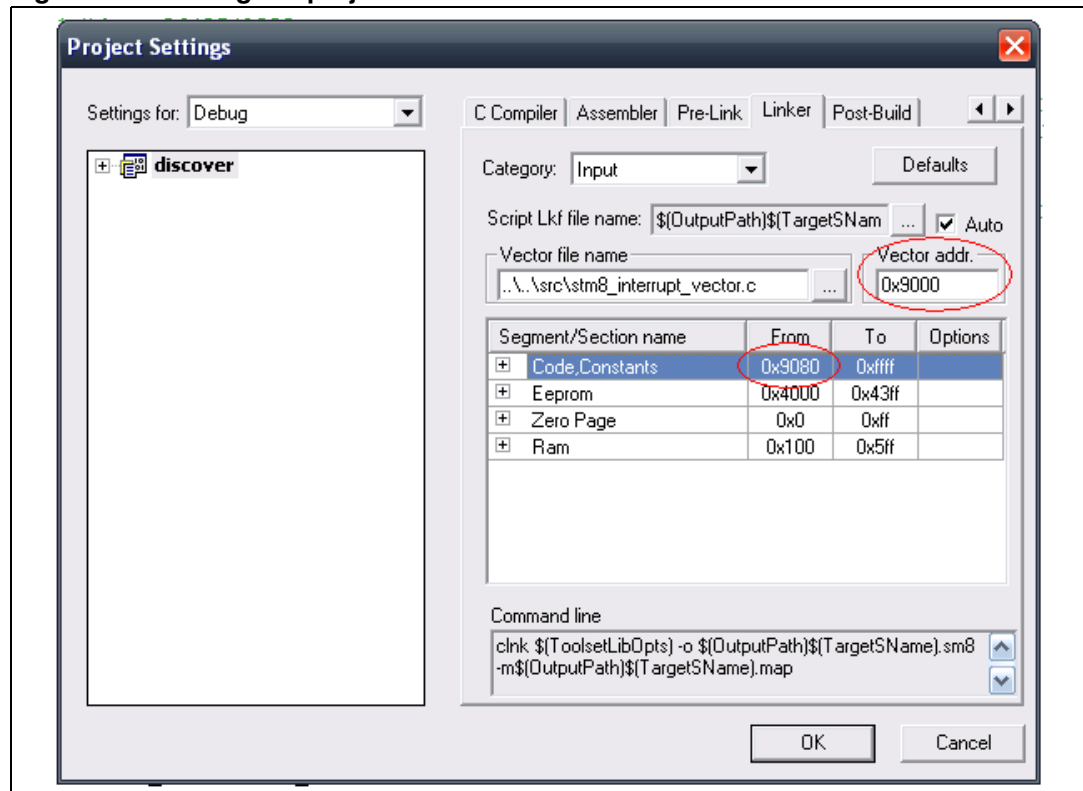 Project Settings
Settings for: Debug
discover
C Compiler Assembler Pre-Link Linker Post-Build
Category: Input Defaults
Script Lkf file name: $(OutputPath)$(TargetSNam ... Auto
Vector file name Vector addr.
..\..\src\stm8_interrupt_vector.c ... 0x9000
Segment/Section name From To Options
Code,Constants 0x9080 0xffff
Eeprom 0x4000 0x43ff
Zero Page 0x0 0xff
Ram 0x100 0x5ff
Command line
clnk $(ToolsetLibOpts) -o $(OutputPath)$(TargetSName).sm8
-m$(OutputPath)$(TargetSName).map
OK Cancel